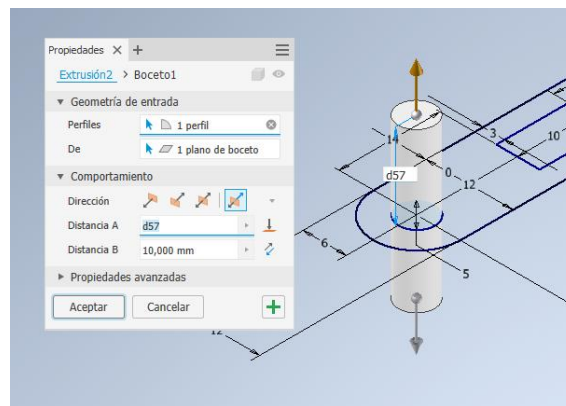 Propiedades × +
Extrusión2 > Boceto1
Geometría de entrada
Perfiles 1 perfil
De 1 plano de boceto
Comportamiento
Dirección
Distancia A d57
Distancia B 10,000 mm
Propiedades avanzadas
Aceptar Cancelar +
14
3
10
d57
0
12
6
5
12